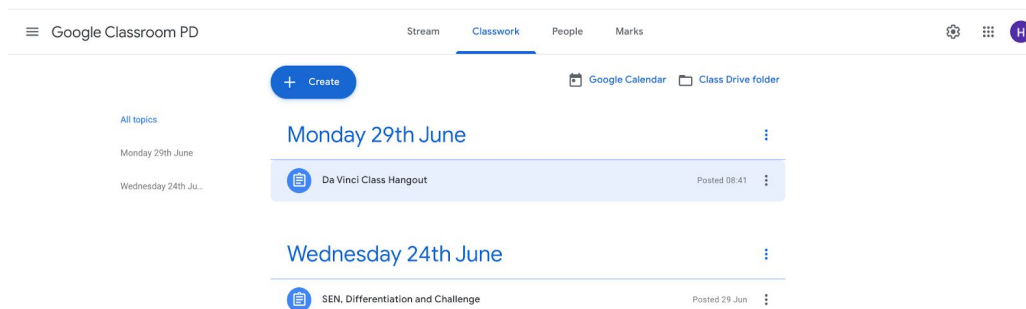 Google Classroom PD
Stream Classwork People Marks
H
+ Create
Google Calendar Class Drive folder
All topics
Monday 29th June
Wednesday 24th Ju...
Monday 29th June
Da Vinci Class Hangout Posted 08:41
Wednesday 24th June
SEN, Differentiation and Challenge Posted 29 Jun